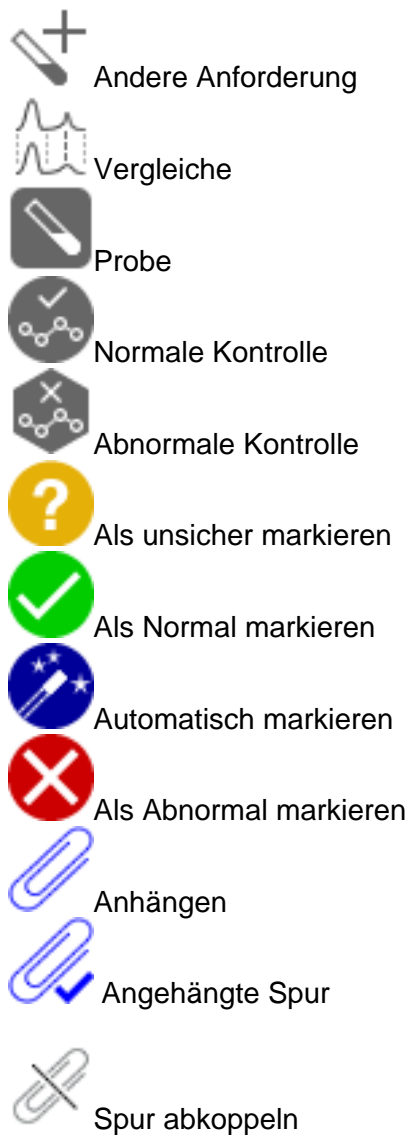 Andere Anforderung
Vergleiche
Probe
Normale Kontrolle
Abnormale Kontrolle
Als unsicher markieren
Als Normal markieren
Automatisch markieren
Als Abnormal markieren
Anhängen
Angehängte Spur
Spur abkoppeln